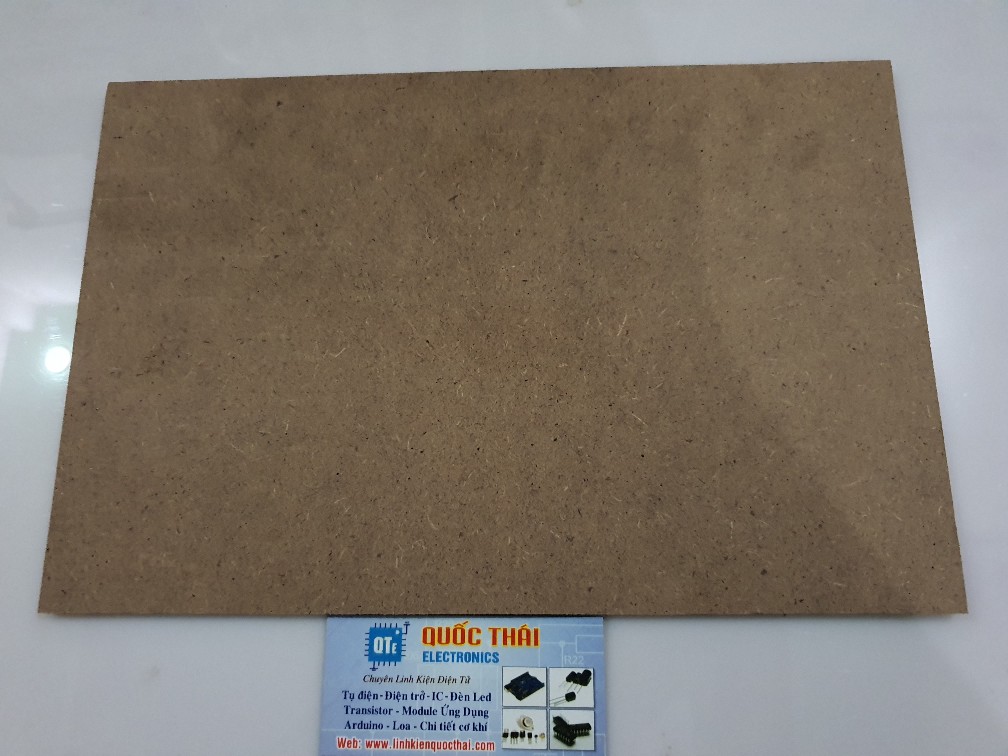 QTE
QUỐC THÁI
ELECTRONICS
R22
Chuyên Linh Kiện Điện Tử
Tụ điện - Điện trở - IC - Đèn Led
Transistor - Module Ứng Dụng
Arduino - Loa - Chi tiết cơ khí
Web: www.linhkienquocthai.com